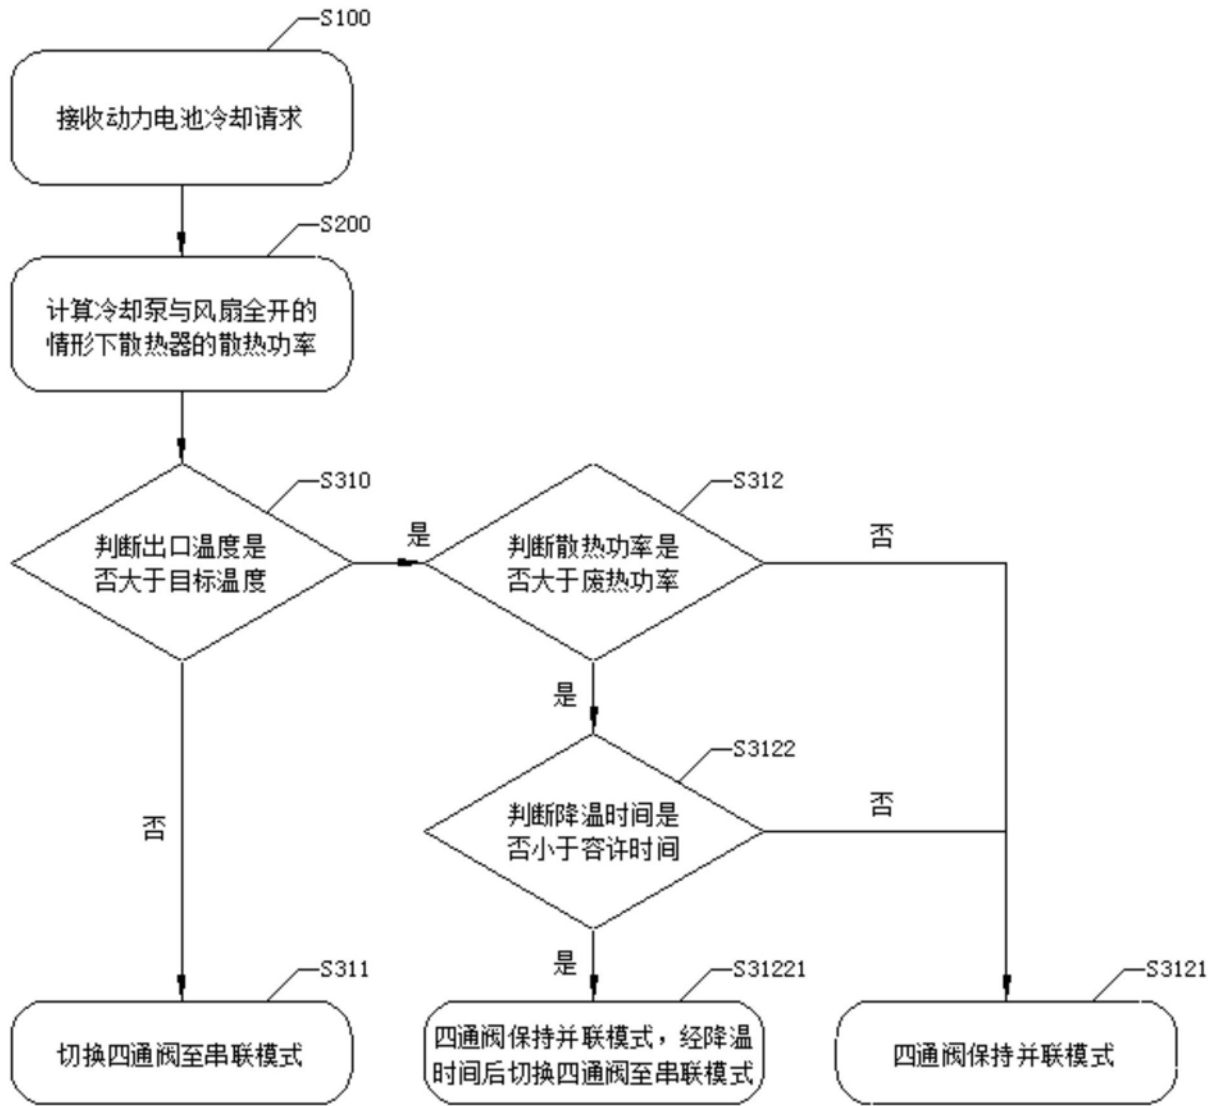 S100
接收动力电池冷却请求
S200
计算冷却泵与风扇全开的
情形下散热器的散热功率
S310
判断出口温度是
否大于目标温度
是
S312
判断散热功率是
否大于废热功率
否
是
S3122
判断降温时间是
否小于容许时间
否
否
是
S311
切换四通阀至串联模式
S31221
四通阀保持并联模式，经降温
时间后切换四通阀至串联模式
S3121
四通阀保持并联模式